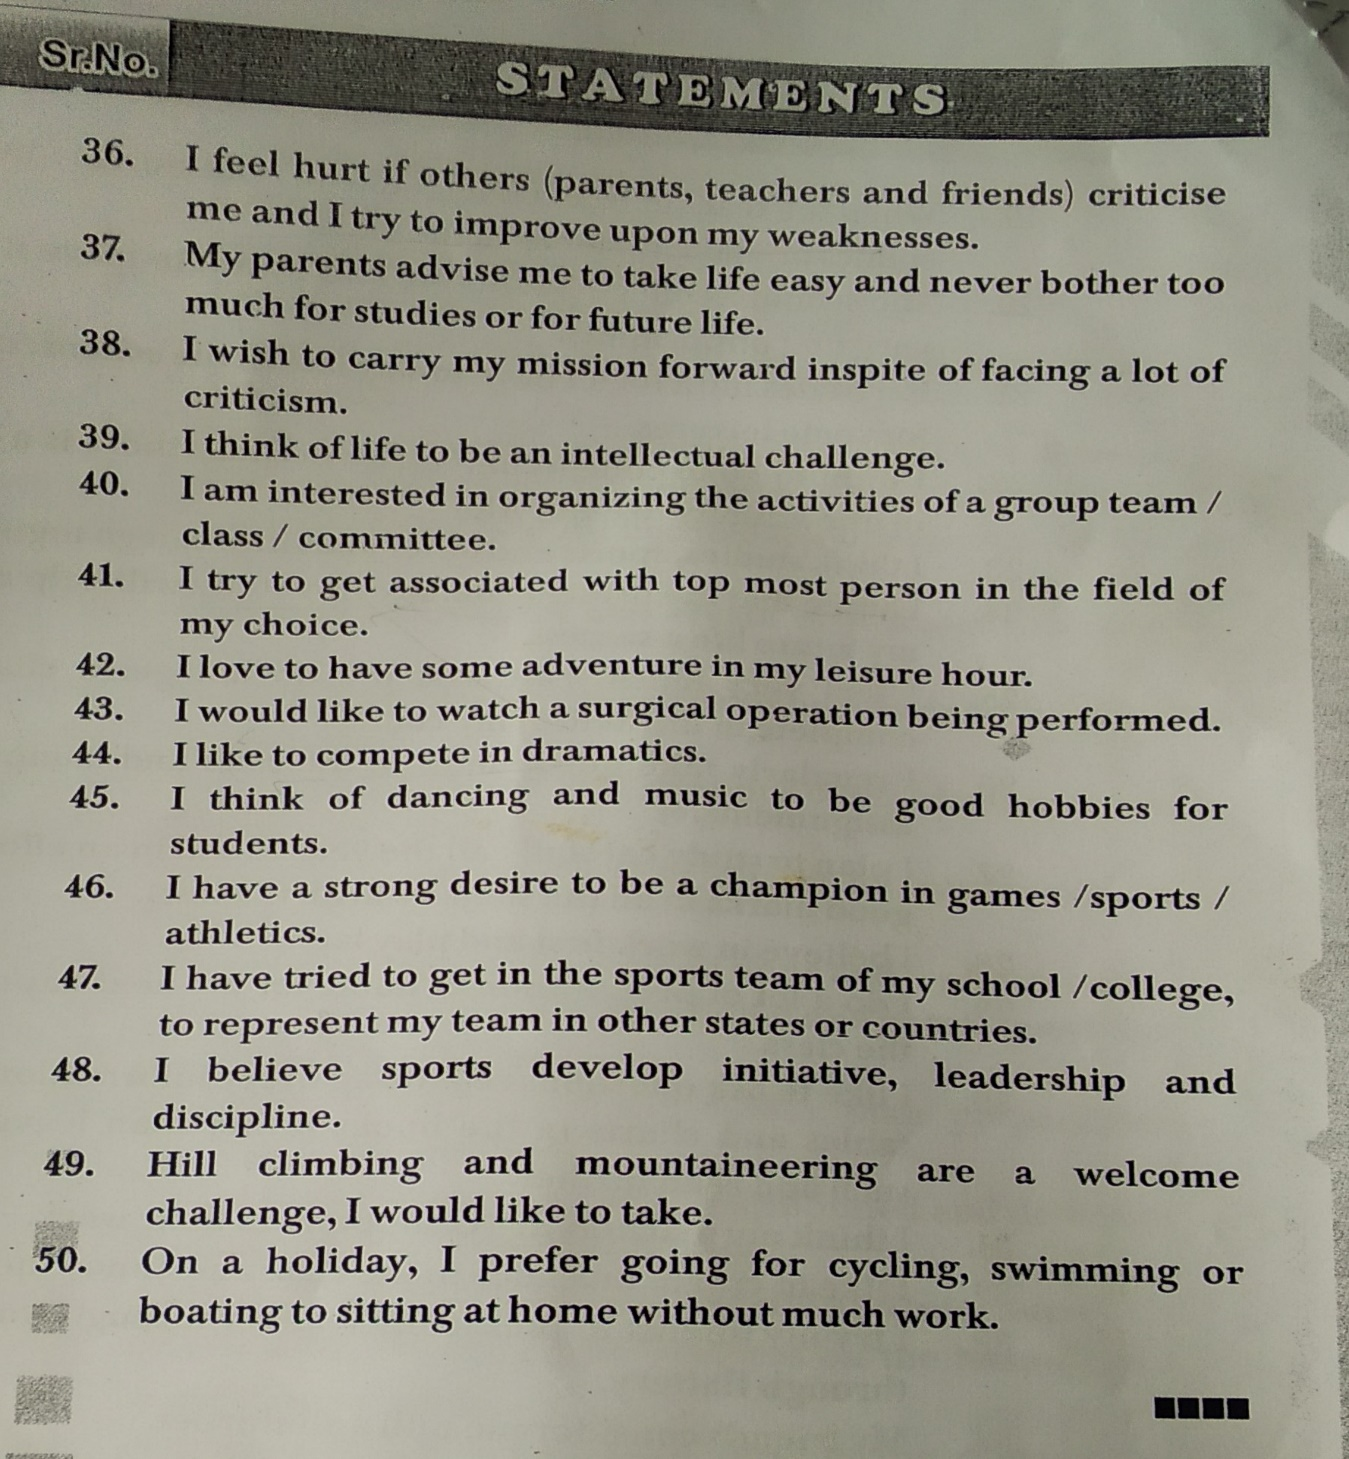 Sr.No. STATEMENTS
36. I feel hurt if others (parents, teachers and friends) criticise
me and I try to improve upon my weaknesses.
37. My parents advise me to take life easy and never bother too
much for studies or for future life.
38. I wish to carry my mission forward inspite of facing a lot of
criticism.
39. I think of life to be an intellectual challenge.
40. I am interested in organizing the activities of a group team /
class / committee.
41. I try to get associated with top most person in the field of
my choice.
42. I love to have some adventure in my leisure hour.
43. I would like to watch a surgical operation being performed.
44. I like to compete in dramatics.
45. I think of dancing and music to be good hobbies for
students.
46. I have a strong desire to be a champion in games /sports /
athletics.
47. I have tried to get in the sports team of my school /college,
to represent my team in other states or countries.
48. I believe sports develop initiative, leadership and
discipline.
49. Hill climbing and mountaineering are a welcome
challenge, I would like to take.
50. On a holiday, I prefer going for cycling, swimming or
boating to sitting at home without much work.